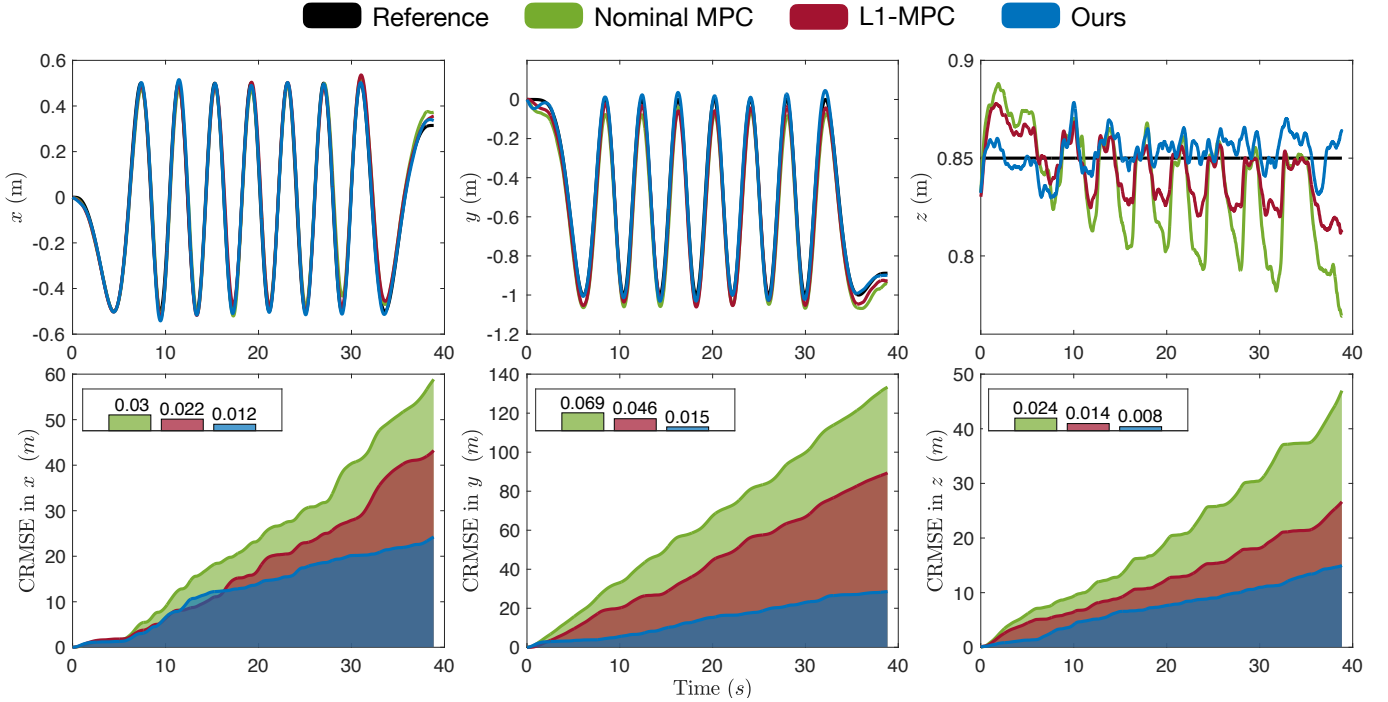 Reference Nominal MPC L1-MPC Ours
0.6
0.4
0.2
0
-0.2
-0.4
-0.6
x (m)
0 10 20 30 40
0
-0.2
-0.4
-0.6
-0.8
-1
-1.2
y (m)
0 10 20 30 40
0.9
0.85
0.8
z (m)
0 10 20 30 40
60
50
40
30
20
10
0
CRMSE in x (m)
0.03 0.022 0.012
0 10 20 30 40
140
120
100
80
60
40
20
0
CRMSE in y (m)
0.069 0.046 0.015
0 10 20 30 40
50
40
30
20
10
0
CRMSE in z (m)
0.024 0.014 0.008
0 10 20 30 40
Time (s)